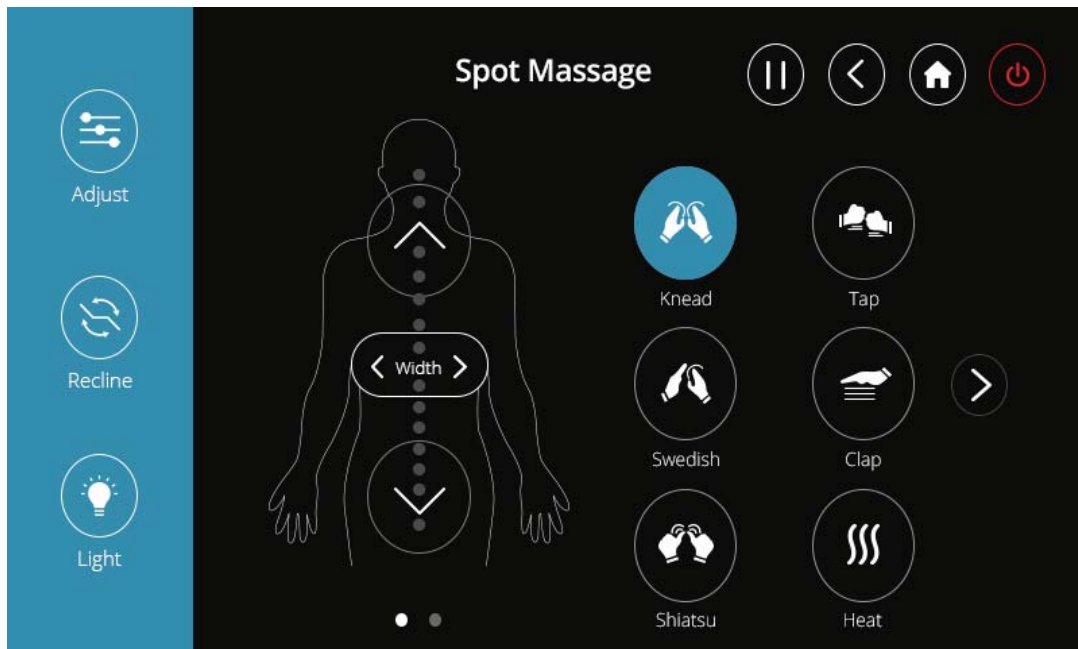 Spot Massage
Adjust
Recline
Light
Width
Knead
Tap
Swedish
Clap
Shiatsu
Heat